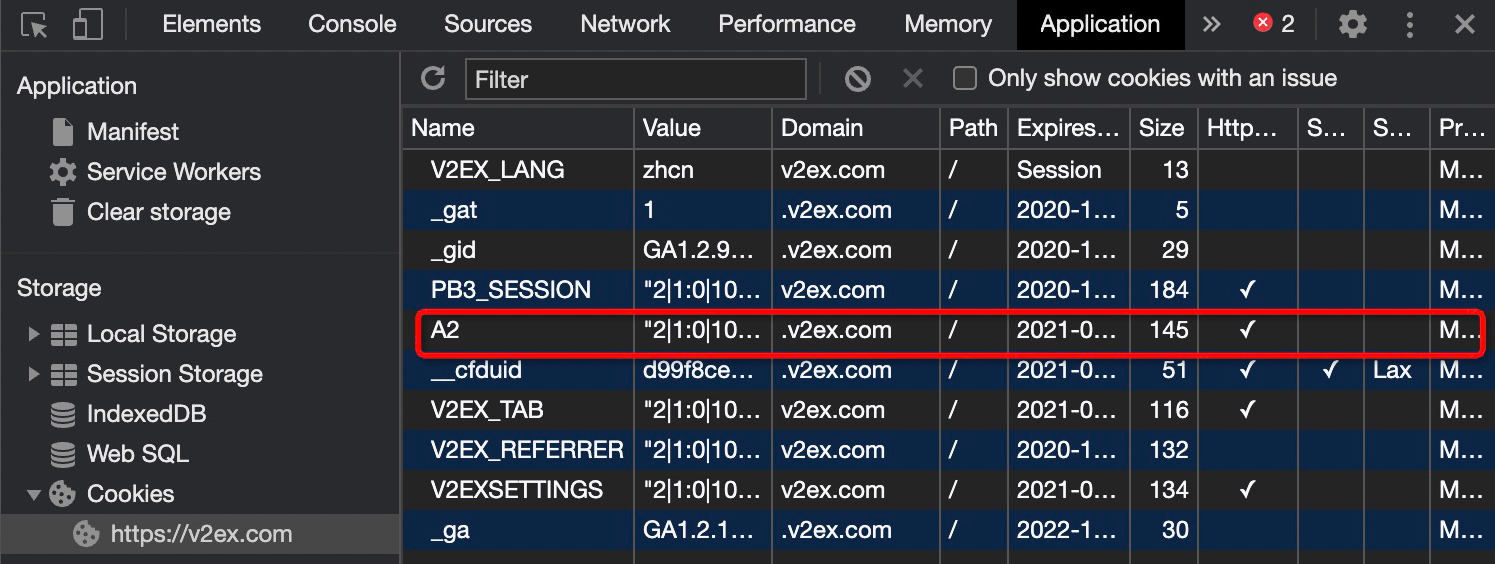 Elements Console Sources Network Performance Memory Application » 2
Application
Manifest
Service Workers
Clear storage
Storage
Local Storage
Session Storage
IndexedDB
Web SQL
Cookies
https://v2ex.com
Filter Only show cookies with an issue
Name Value Domain Path Expires... Size Http... S... S... Pr...
V2EX_LANG zhcn v2ex.com / Session 13 M...
_gat 1 .v2ex.com / 2020-1... 5 M...
_gid GA1.2.9... .v2ex.com / 2020-1... 29 M...
PB3_SESSION "2|1:0|10... v2ex.com / 2020-1... 184 ✓ M...
A2 "2|1:0|10... .v2ex.com / 2021-0... 145 ✓ M...
__cfduid d99f8ce... .v2ex.com / 2021-0... 51 ✓ ✓ Lax M...
V2EX_TAB "2|1:0|10... v2ex.com / 2021-0... 116 ✓ M...
V2EX_REFERRER "2|1:0|10... v2ex.com / 2020-1... 132 M...
V2EXSETTINGS "2|1:0|10... v2ex.com / 2021-0... 134 ✓ M...
_ga GA1.2.1... .v2ex.com / 2022-1... 30 M...